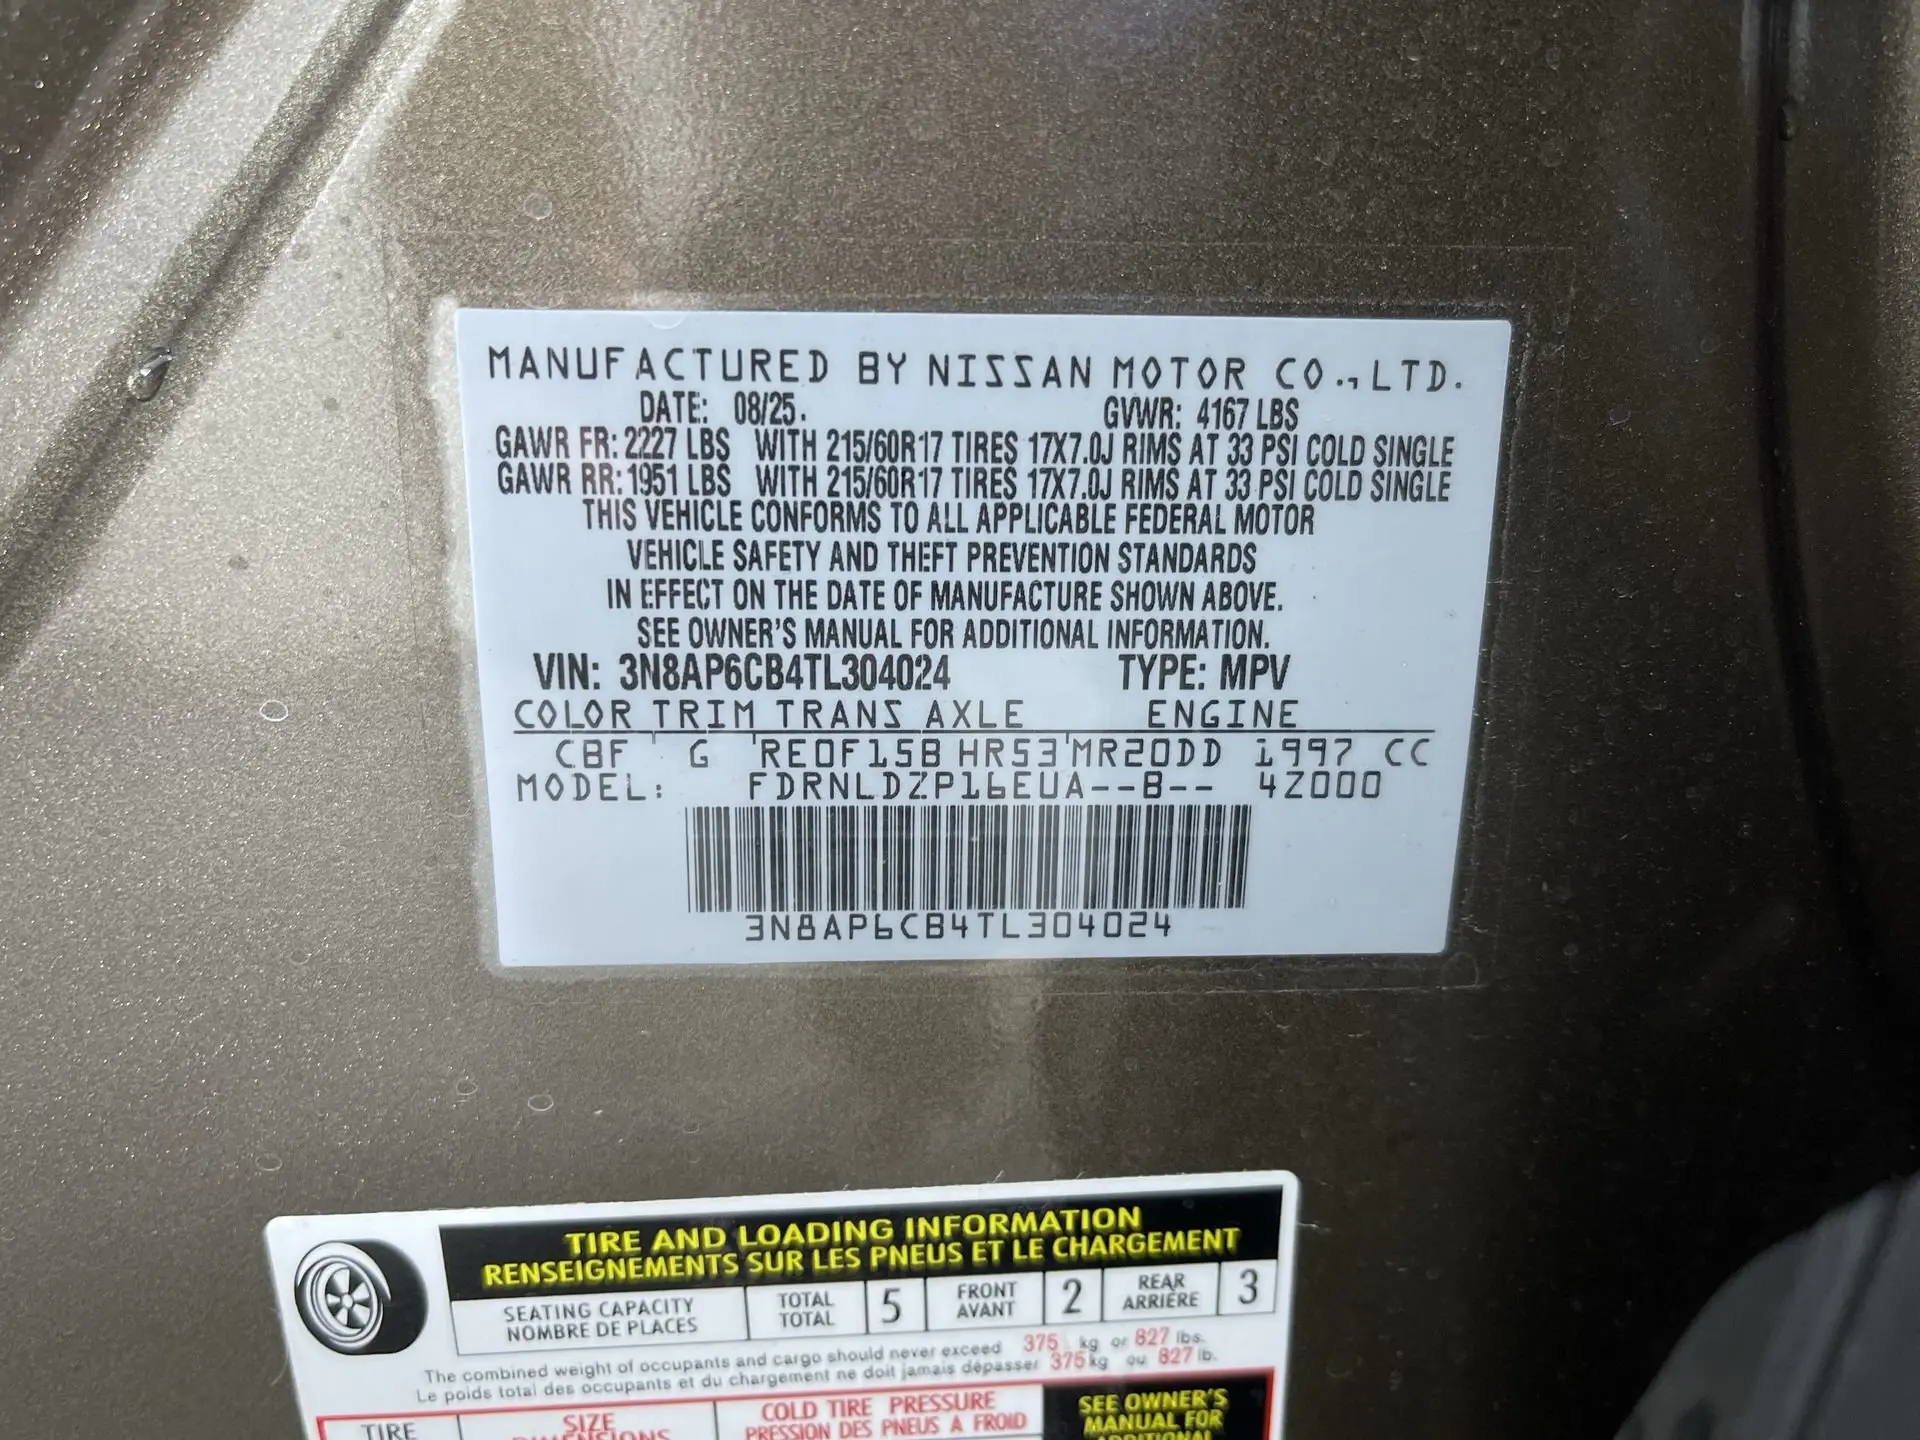 MANUFACTURED BY NISSAN MOTOR CO., LTD.
DATE: 08/25. GVWR: 4167 LBS
GAWR FR: 2227 LBS WITH 215/60R17 TIRES 17X7.0J RIMS AT 33 PSI COLD SINGLE
GAWR RR: 1951 LBS WITH 215/60R17 TIRES 17X7.0J RIMS AT 33 PSI COLD SINGLE
THIS VEHICLE CONFORMS TO ALL APPLICABLE FEDERAL MOTOR
VEHICLE SAFETY AND THEFT PREVENTION STANDARDS
IN EFFECT ON THE DATE OF MANUFACTURE SHOWN ABOVE.
SEE OWNER'S MANUAL FOR ADDITIONAL INFORMATION.
VIN: 3N8AP6CB4TL304024 TYPE: MPV
COLOR TRIM TRANS AXLE ENGINE
CBF G RE0F15B HR53 MR20DD 1997 CC
MODEL: FDRNLDZP16EUA--B-- 4Z000
3N8AP6CB4TL304024
TIRE AND LOADING INFORMATION
RENSEIGNEMENTS SUR LES PNEUS ET LE CHARGEMENT
SEATING CAPACITY TOTAL 5 FRONT 2 REAR 3
NOMBRE DE PLACES TOTAL AVANT ARRIÈRE
The combined weight of occupants and cargo should never exceed 375 kg or 827 lbs.
Le poids total des occupants et du chargement ne doit jamais dépasser 375 kg ou 827 lb.
TIRE SIZE COLD TIRE PRESSURE SEE OWNER'S
DIMENSIONS PRESSION DES PNEUS A FROID MANUAL FOR
ADDITIONAL